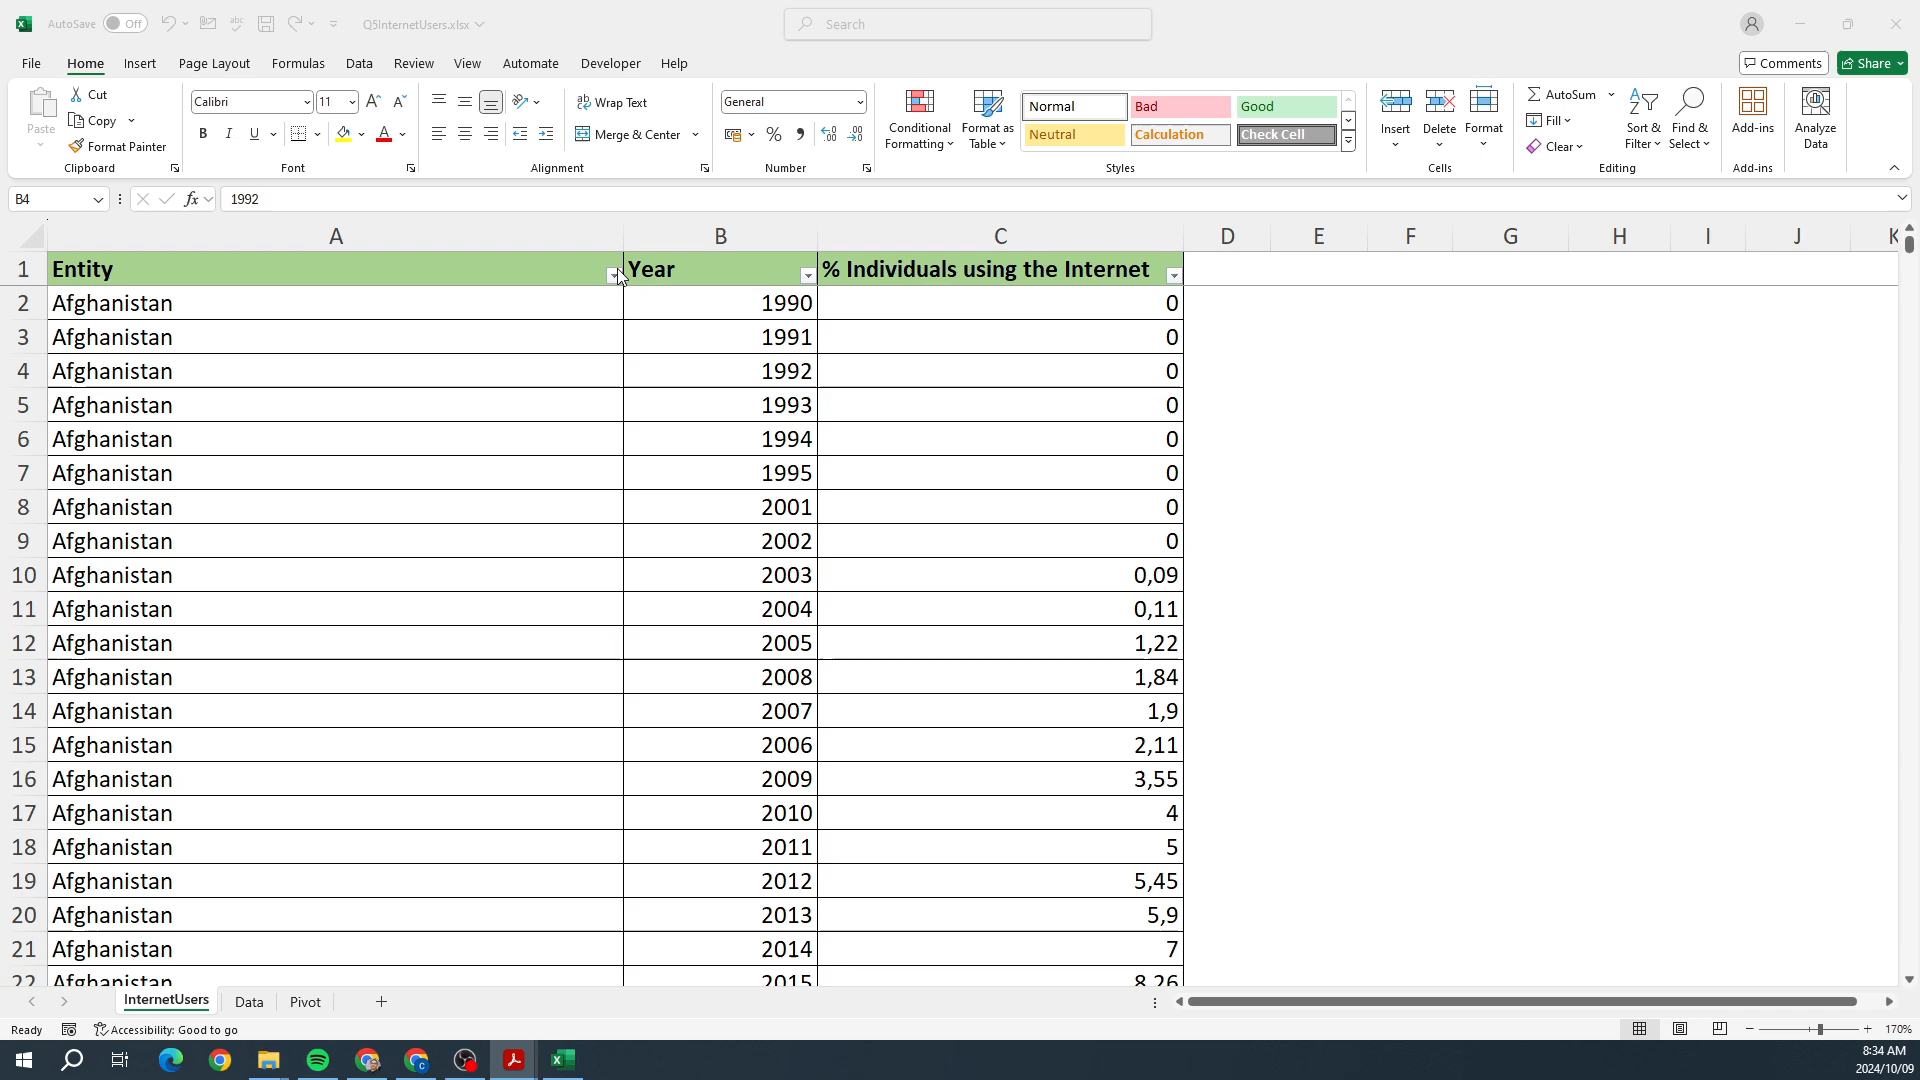 AutoSave Off Q5InternetUsers.xlsx Search
File Home Insert Page Layout Formulas Data Review View Automate Developer Help Comments Share
Paste Cut Copy Format Painter Clipboard
Calibri 11 B I U A Font
Wrap Text Merge & Center Alignment
General % Number
Conditional Formatting Format as Table
Normal Bad Good
Neutral Calculation Check Cell
Styles
Insert Delete Format Cells
AutoSum Fill Clear Sort & Filter Find & Select Editing
Add-ins Add-ins
Analyze Data
B4 fx 1992
A B C D E F G H I J K
1 Entity Year % Individuals using the Internet
2 Afghanistan 1990 0
3 Afghanistan 1991 0
4 Afghanistan 1992 0
5 Afghanistan 1993 0
6 Afghanistan 1994 0
7 Afghanistan 1995 0
8 Afghanistan 2001 0
9 Afghanistan 2002 0
10 Afghanistan 2003 0,09
11 Afghanistan 2004 0,11
12 Afghanistan 2005 1,22
13 Afghanistan 2008 1,84
14 Afghanistan 2007 1,9
15 Afghanistan 2006 2,11
16 Afghanistan 2009 3,55
17 Afghanistan 2010 4
18 Afghanistan 2011 5
19 Afghanistan 2012 5,45
20 Afghanistan 2013 5,9
21 Afghanistan 2014 7
22 Afghanistan 2015 8,26
InternetUsers Data Pivot
Ready Accessibility: Good to go 170%
8:34 AM
2024/10/09